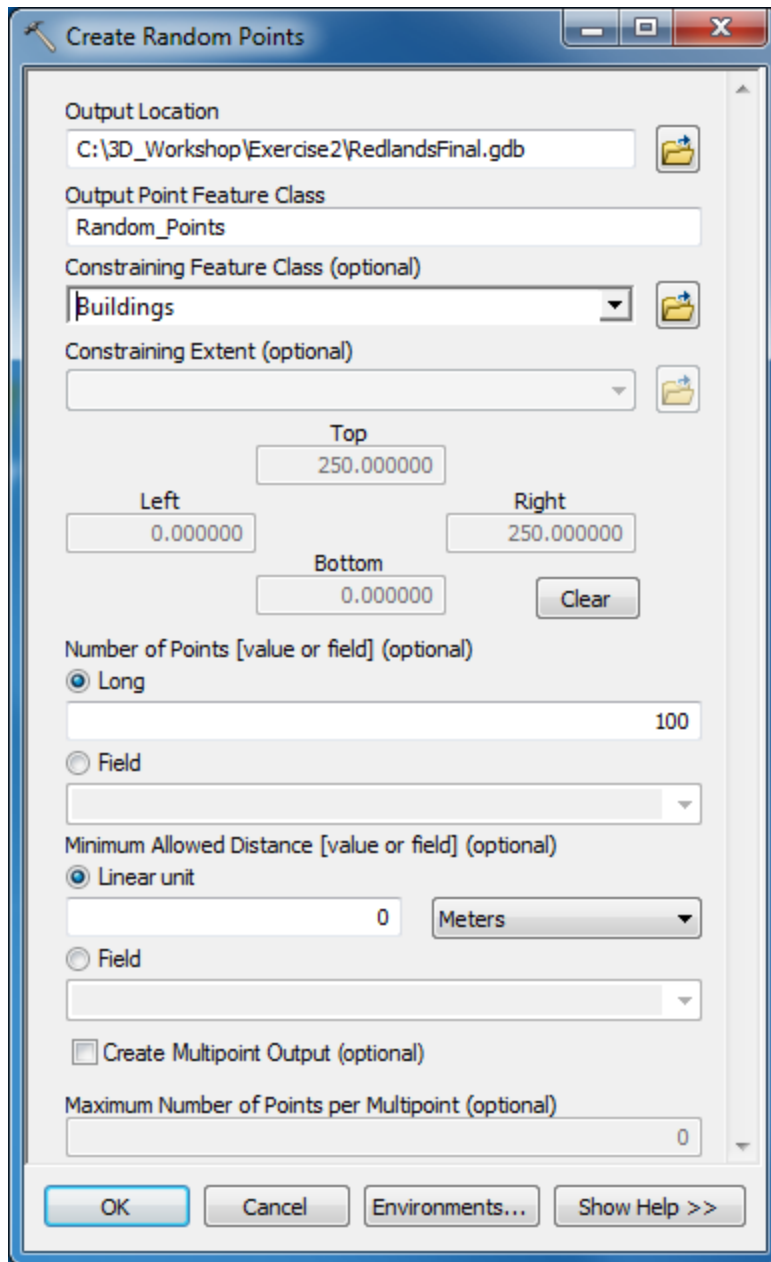 Create Random Points
Output Location
C:\3D_Workshop\Exercise2\RedlandsFinal.gdb
Output Point Feature Class
Random_Points
Constraining Feature Class (optional)
Buildings
Constraining Extent (optional)
Top
250.000000
Left Right
0.000000 250.000000
Bottom
0.000000 Clear
Number of Points [value or field] (optional)
Long
100
Field
Minimum Allowed Distance [value or field] (optional)
Linear unit
0 Meters
Field
Create Multipoint Output (optional)
Maximum Number of Points per Multipoint (optional)
0
OK Cancel Environments... Show Help >>